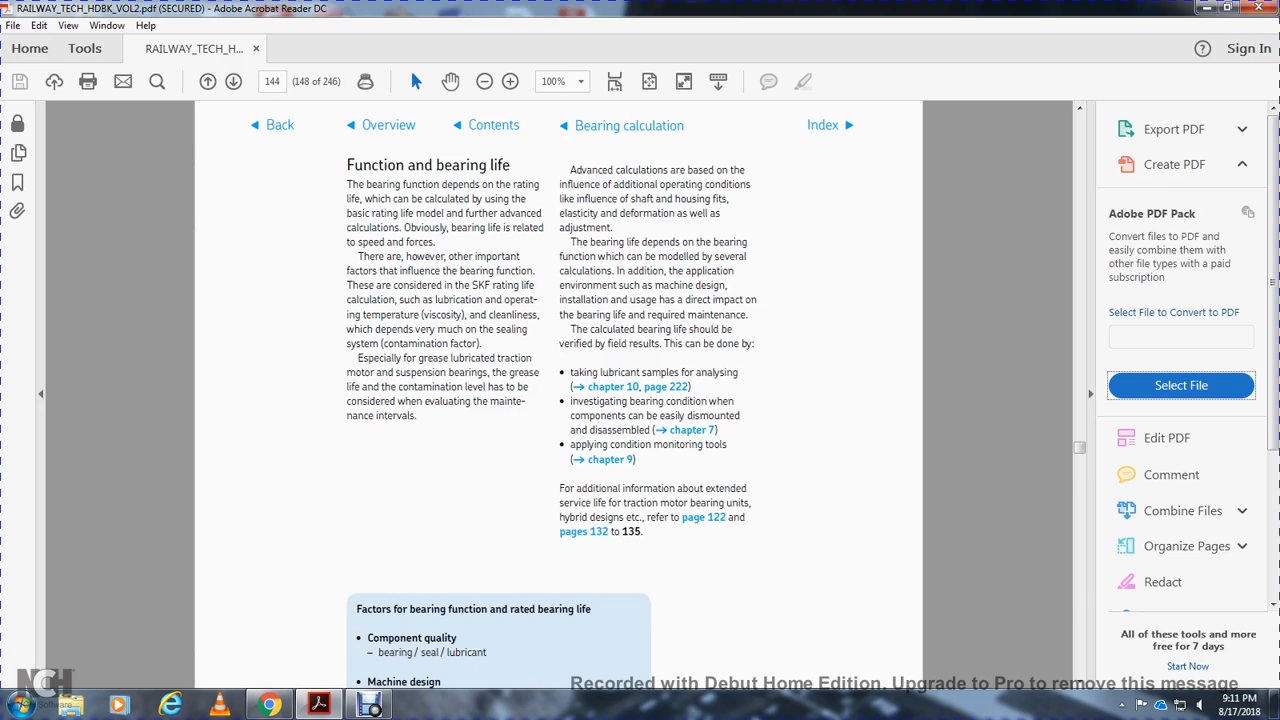 (SECURED) - Adobe Acrobat Reader DC
File Edit View Window Help
Home Tools RAILWAY_TECH_H... × Sign In
144 (148 of 246) 100%
Back Overview Contents Bearing calculation Index
Function and bearing life
The bearing function depends on the rating
life, which can be calculated by using the
basic rating life model and further advanced
calculations. Obviously, bearing life is related
to speed and forces.
There are, however, other important
factors that influence the bearing function.
These are considered in the SKF rating life
calculation, such as lubrication and operat-
ing temperature (viscosity), and cleanliness,
which depends very much on the sealing
system (contamination factor).
Especially for grease lubricated traction
motor and suspension bearings, the grease
life and the contamination level has to be
considered when evaluating the mainte-
nance intervals.
Advanced calculations are based on the
influence of additional operating conditions
like influence of shaft and housing fits,
elasticity and deformation as well as
adjustment.
The bearing life depends on the bearing
function which can be modelled by several
calculations. In addition, the application
environment such as machine design,
installation and usage has a direct impact on
the bearing life and required maintenance.
The calculated bearing life should be
verified by field results. This can be done by:
• taking lubricant samples for analysing
(→ chapter 10, page 222)
• investigating bearing condition when
components can be easily dismounted
and disassembled (→ chapter 7)
• applying condition monitoring tools
(→ chapter 9)
For additional information about extended
service life for traction motor bearing units,
hybrid designs etc., refer to page 122 and
pages 132 to 135.
Factors for bearing function and rated bearing life
• Component quality
– bearing / seal / lubricant
• Machine design
Export PDF
Create PDF
Adobe PDF Pack
Convert files to PDF and
easily combine them with
other file types with a paid
subscription
Select File to Convert to PDF
Select File
Edit PDF
Comment
Combine Files
Organize Pages
Redact
All of these tools and more
free for 7 days
Start Now
NCH
Software
Recorded with Debut Home Edition. Upgrade to Pro to remove this message
9:11 PM
8/17/2018